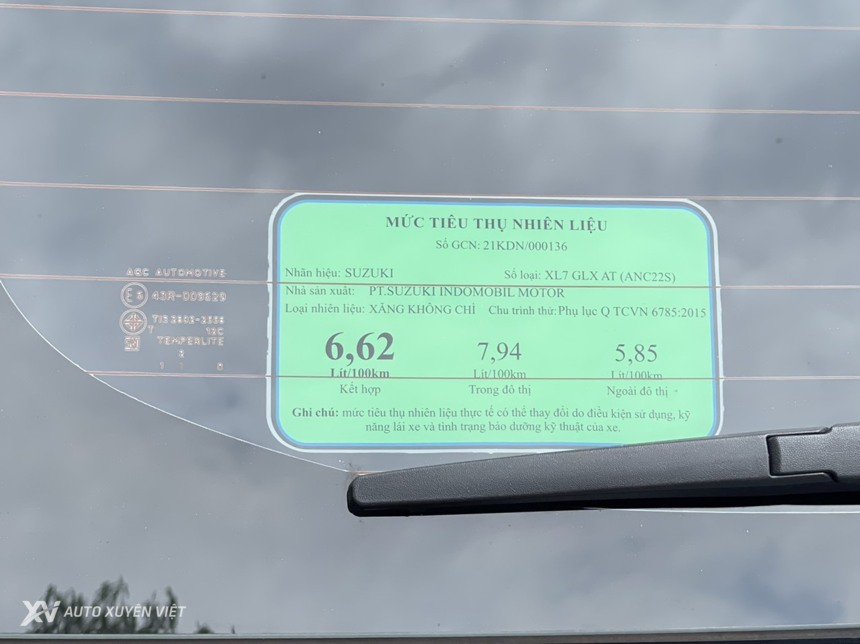 MỨC TIÊU THỤ NHIÊN LIỆU
Số GCN: 21KDN/000136
Nhãn hiệu: SUZUKI Số loại: XL7 GLX AT (ANC22S)
Nhà sản xuất: PT.SUZUKI INDOMOBIL MOTOR
Loại nhiên liệu: XĂNG KHÔNG CHÌ Chu trình thử: Phụ lục Q TCVN 6785:2015
6,62 7,94 5,85
Lít/100km Lít/100km Lít/100km
Kết hợp Trong đô thị Ngoài đô thị
Ghi chú: mức tiêu thụ nhiên liệu thực tế có thể thay đổi do điều kiện sử dụng, kỹ
năng lái xe và tình trạng bảo dưỡng kỹ thuật của xe.
AGC AUTOMOTIVE
43R-009629
T 12C
TEMPERLITE
XV AUTO XUYÊN VIỆT